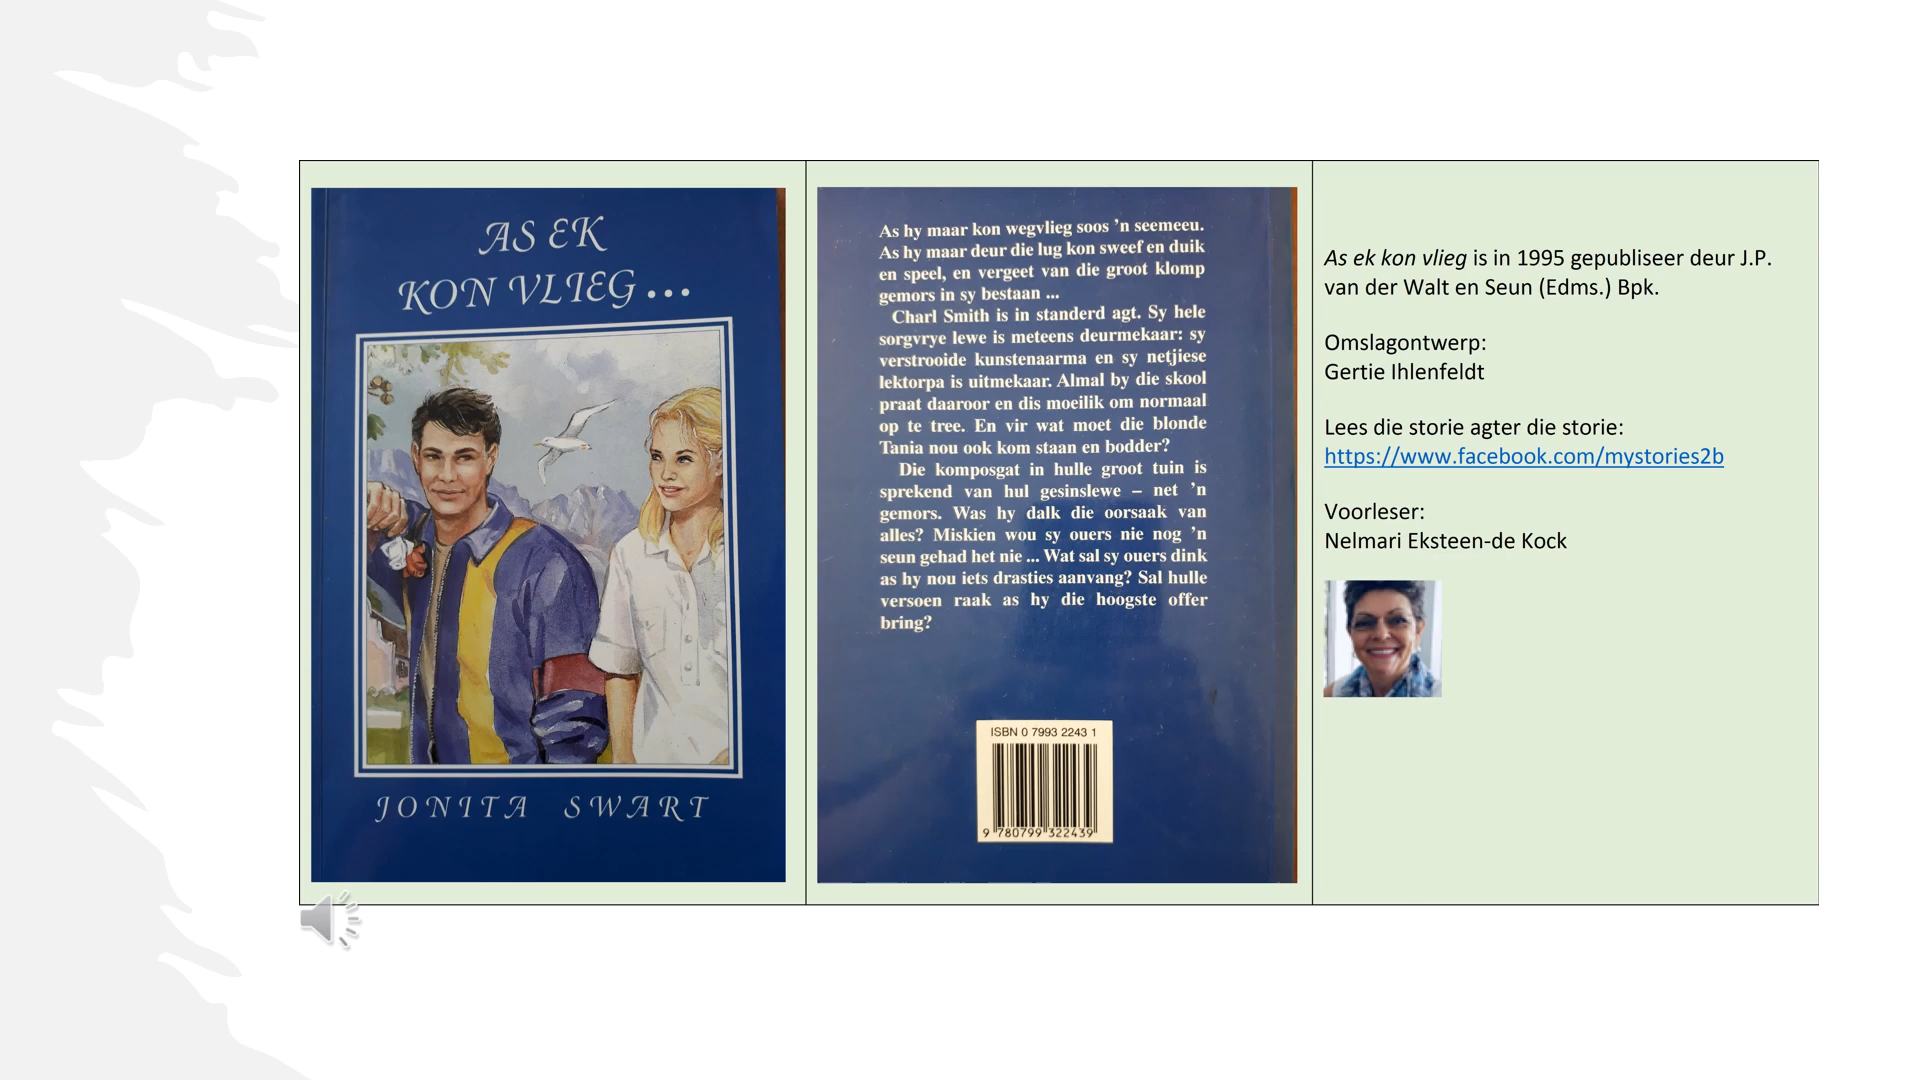 AS EK
KON VLIEG...
JONITA SWART
As hy maar kon wegvlieg soos ’n seemeeu.
As hy maar deur die lug kon sweef en duik
en speel, en vergeet van die groot klomp
gemors in sy bestaan ...
Charl Smith is in standerd agt. Sy hele
sorgvrye lewe is meteens deurmekaar: sy
verstrooide kunstenaarma en sy netjiese
lektorpa is uitmekaar. Almal by die skool
praat daaroor en dis moeilik om normaal
op te tree. En vir wat moet die blonde
Tania nou ook kom staan en bodder?
Die komposgat in hulle groot tuin is
sprekend van hul gesinslewe – net ’n
gemors. Was hy dalk die oorsaak van
alles? Miskien wou sy ouers nie nog ’n
seun gehad het nie ... Wat sal sy ouers dink
as hy nou iets drasties aanvang? Sal hulle
versoen raak as hy die hoogste offer
bring?
ISBN 0 7993 2243 1
9 780799 322439
As ek kon vlieg is in 1995 gepubliseer deur J.P.
van der Walt en Seun (Edms.) Bpk.
Omslagontwerp:
Gertie Ihlenfeldt
Lees die storie agter die storie:
https://www.facebook.com/mystories2b
Voorleser:
Nelmari Eksteen-de Kock